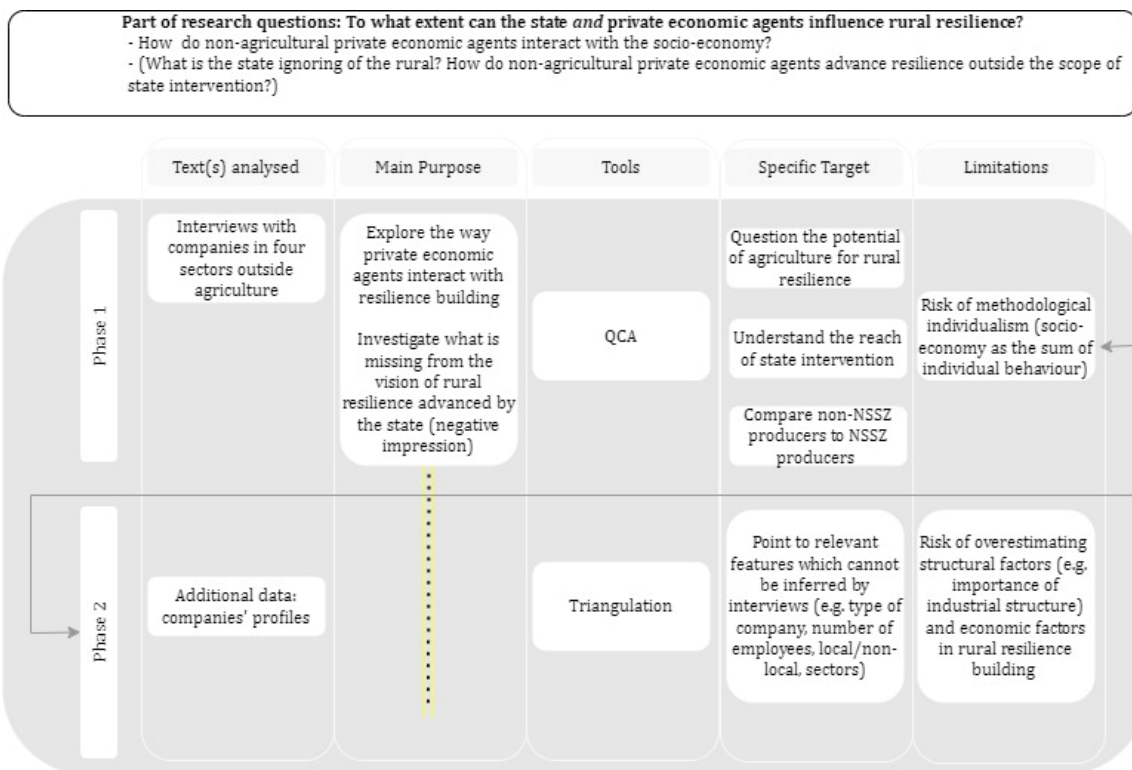 Part of research questions: To what extent can the state and private economic agents influence rural resilience?
- How do non-agricultural private economic agents interact with the socio-economy?
- (What is the state ignoring of the rural? How do non-agricultural private economic agents advance resilience outside the scope of
state intervention?)
Text(s) analysed
Main Purpose
Tools
Specific Target
Limitations
Phase 1
Interviews with
companies in four
sectors outside
agriculture
Explore the way
private economic
agents interact with
resilience building
Investigate what is
missing from the
vision of rural
resilience advanced by
the state (negative
impression)
QCA
Question the potential
of agriculture for rural
resilience
Understand the reach
of state intervention
Compare non-NSSZ
producers to NSSZ
producers
Risk of methodological
individualism (socio-
economy as the sum of
individual behaviour)
Phase 2
Additional data:
companies' profiles
Triangulation
Point to relevant
features which cannot
be inferred by
interviews (e.g. type of
company, number of
employees, local/non-
local, sectors)
Risk of overestimating
structural factors (e.g.
importance of
industrial structure)
and economic factors
in rural resilience
building